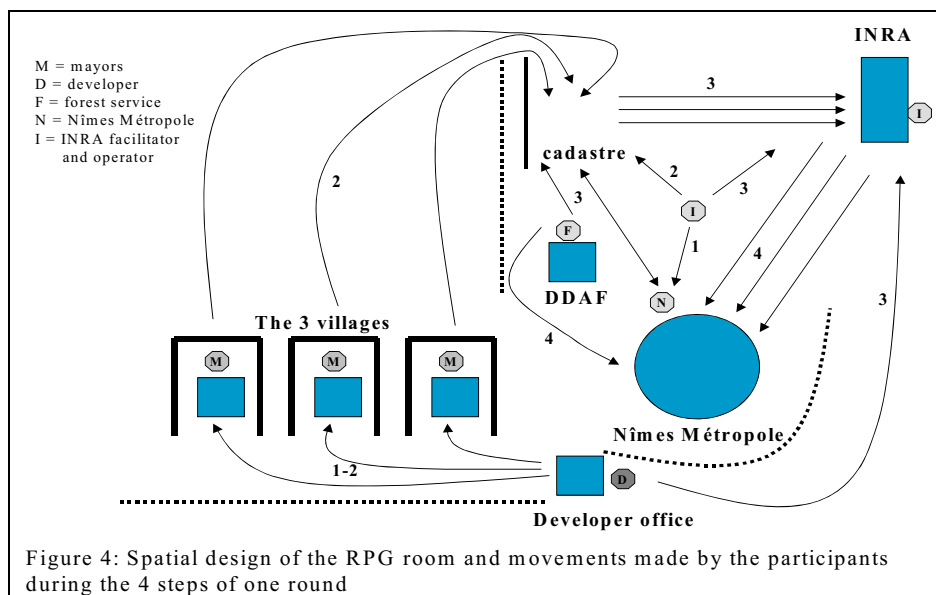 INRA
M = mayors
D = developer
F = forest service
N = Nîmes Métropole
I = INRA facilitator
and operator
3
I
cadastre
2
2
3
3
I
F
1
4
DDAF
N
3
The 3 villages
4
M
M
M
Nîmes Métropole
1-2
D
Developer office
Figure 4: Spatial design of the RPG room and movements made by the participants
during the 4 steps of one round